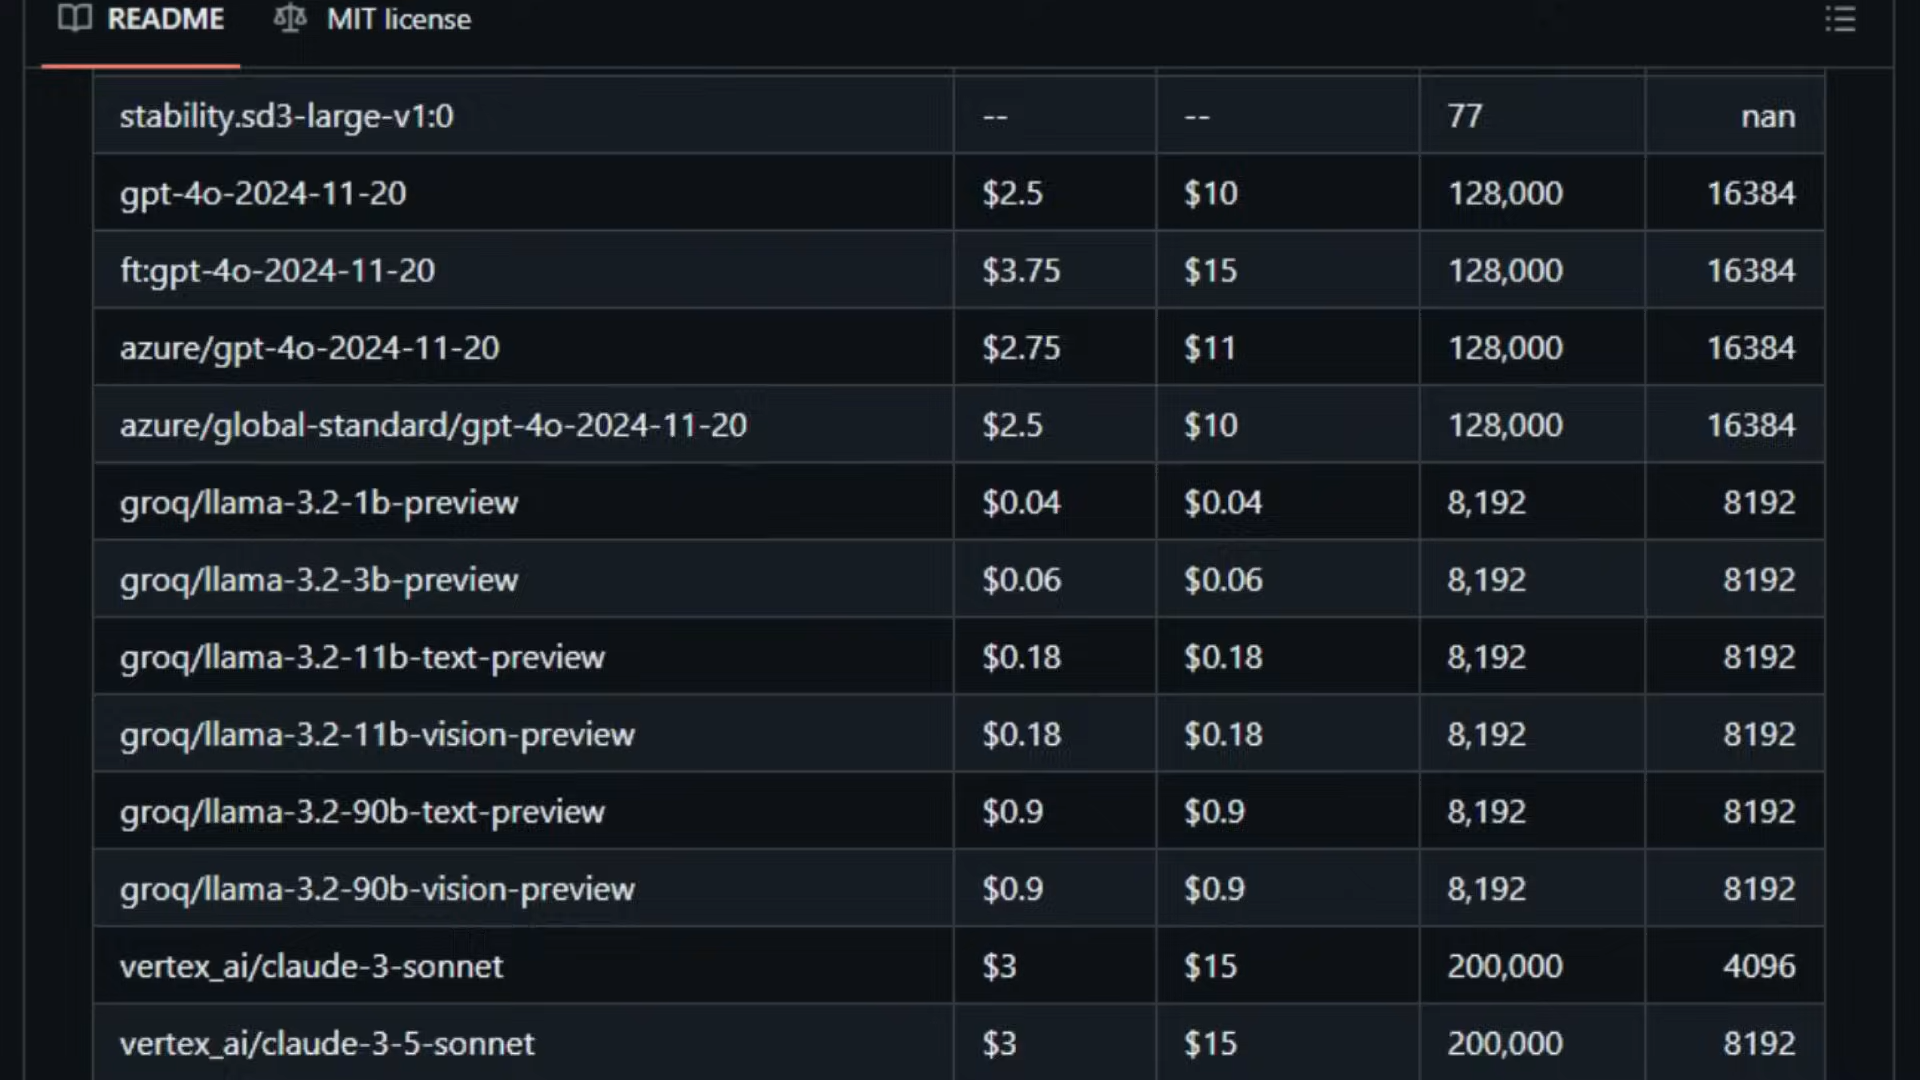 README MIT license
stability.sd3-large-v1:0 -- -- 77 nan
gpt-4o-2024-11-20 $2.5 $10 128,000 16384
ft:gpt-4o-2024-11-20 $3.75 $15 128,000 16384
azure/gpt-4o-2024-11-20 $2.75 $11 128,000 16384
azure/global-standard/gpt-4o-2024-11-20 $2.5 $10 128,000 16384
groq/llama-3.2-1b-preview $0.04 $0.04 8,192 8192
groq/llama-3.2-3b-preview $0.06 $0.06 8,192 8192
groq/llama-3.2-11b-text-preview $0.18 $0.18 8,192 8192
groq/llama-3.2-11b-vision-preview $0.18 $0.18 8,192 8192
groq/llama-3.2-90b-text-preview $0.9 $0.9 8,192 8192
groq/llama-3.2-90b-vision-preview $0.9 $0.9 8,192 8192
vertex_ai/claude-3-sonnet $3 $15 200,000 4096
vertex_ai/claude-3-5-sonnet $3 $15 200,000 8192